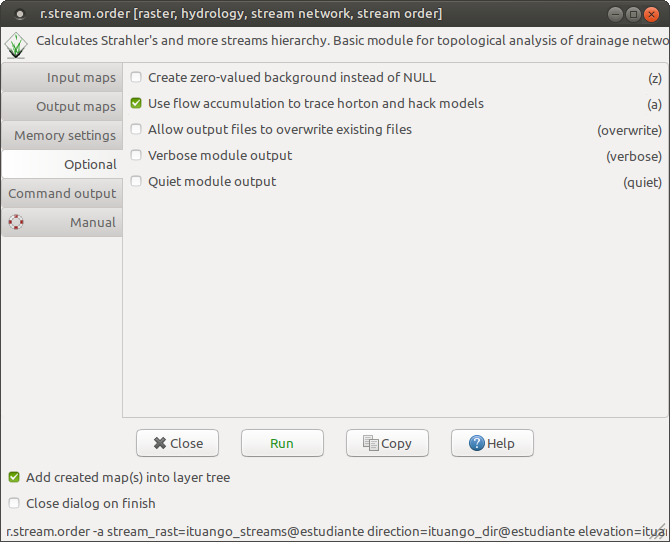 r.stream.order [raster, hydrology, stream network, stream order]
Calculates Strahler's and more streams hierarchy. Basic module for topological analysis of drainage netwo
Input maps
Output maps
Memory settings
Optional
Command output
Manual
Create zero-valued background instead of NULL (z)
Use flow accumulation to trace horton and hack models (a)
Allow output files to overwrite existing files (overwrite)
Verbose module output (verbose)
Quiet module output (quiet)
Close Run Copy Help
Add created map(s) into layer tree
Close dialog on finish
r.stream.order -a stream_rast=ituango_streams@estudiante direction=ituango_dir@estudiante elevation=itua